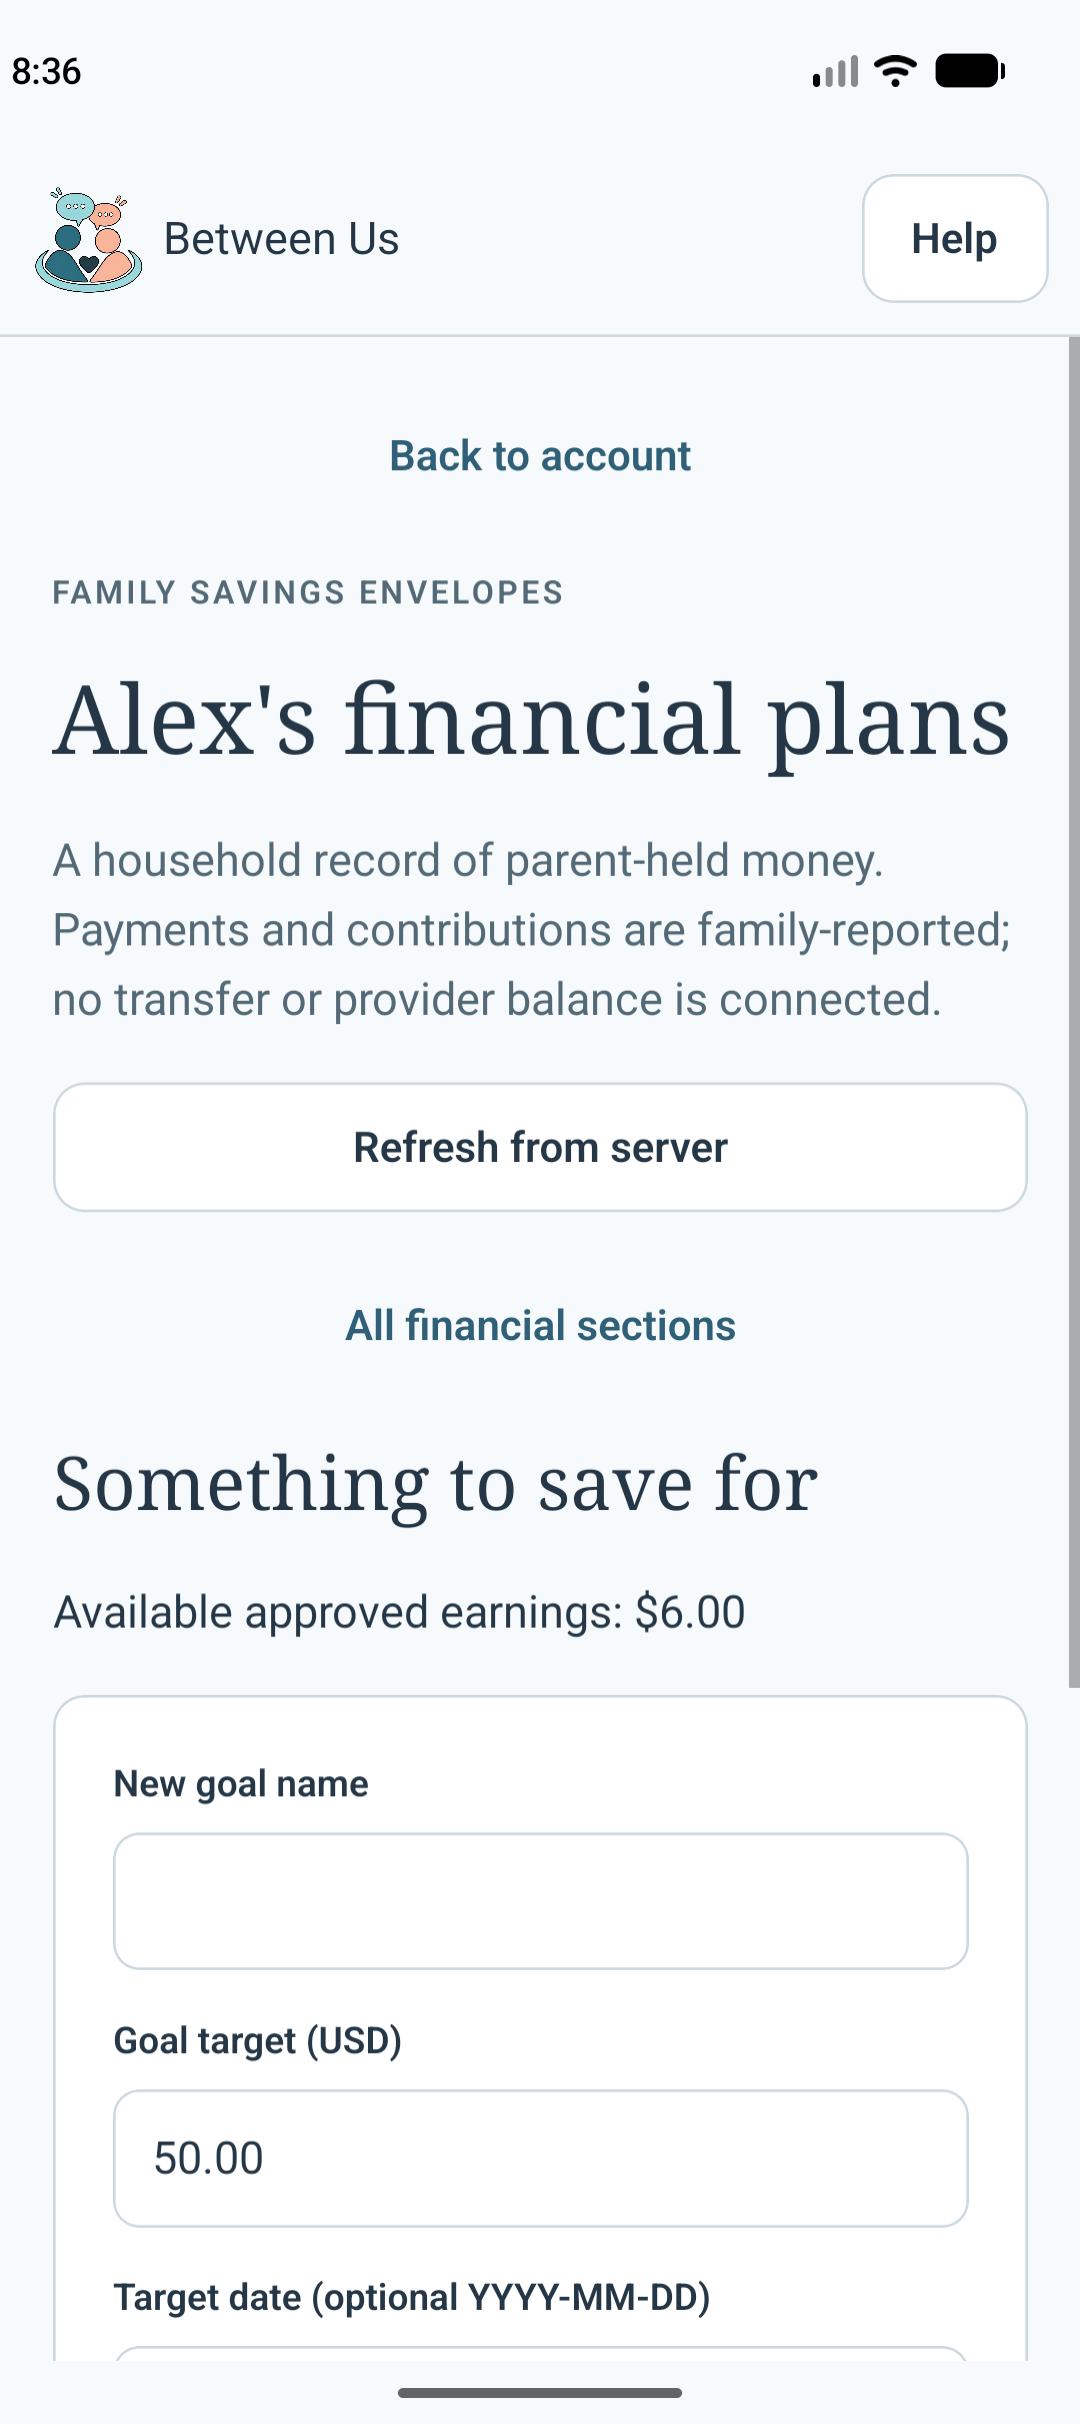 8:36
Between Us
Help
Back to account
FAMILY SAVINGS ENVELOPES
Alex's financial plans
A household record of parent-held money.
Payments and contributions are family-reported;
no transfer or provider balance is connected.
Refresh from server
All financial sections
Something to save for
Available approved earnings: $6.00
New goal name
Goal target (USD)
50.00
Target date (optional YYYY-MM-DD)